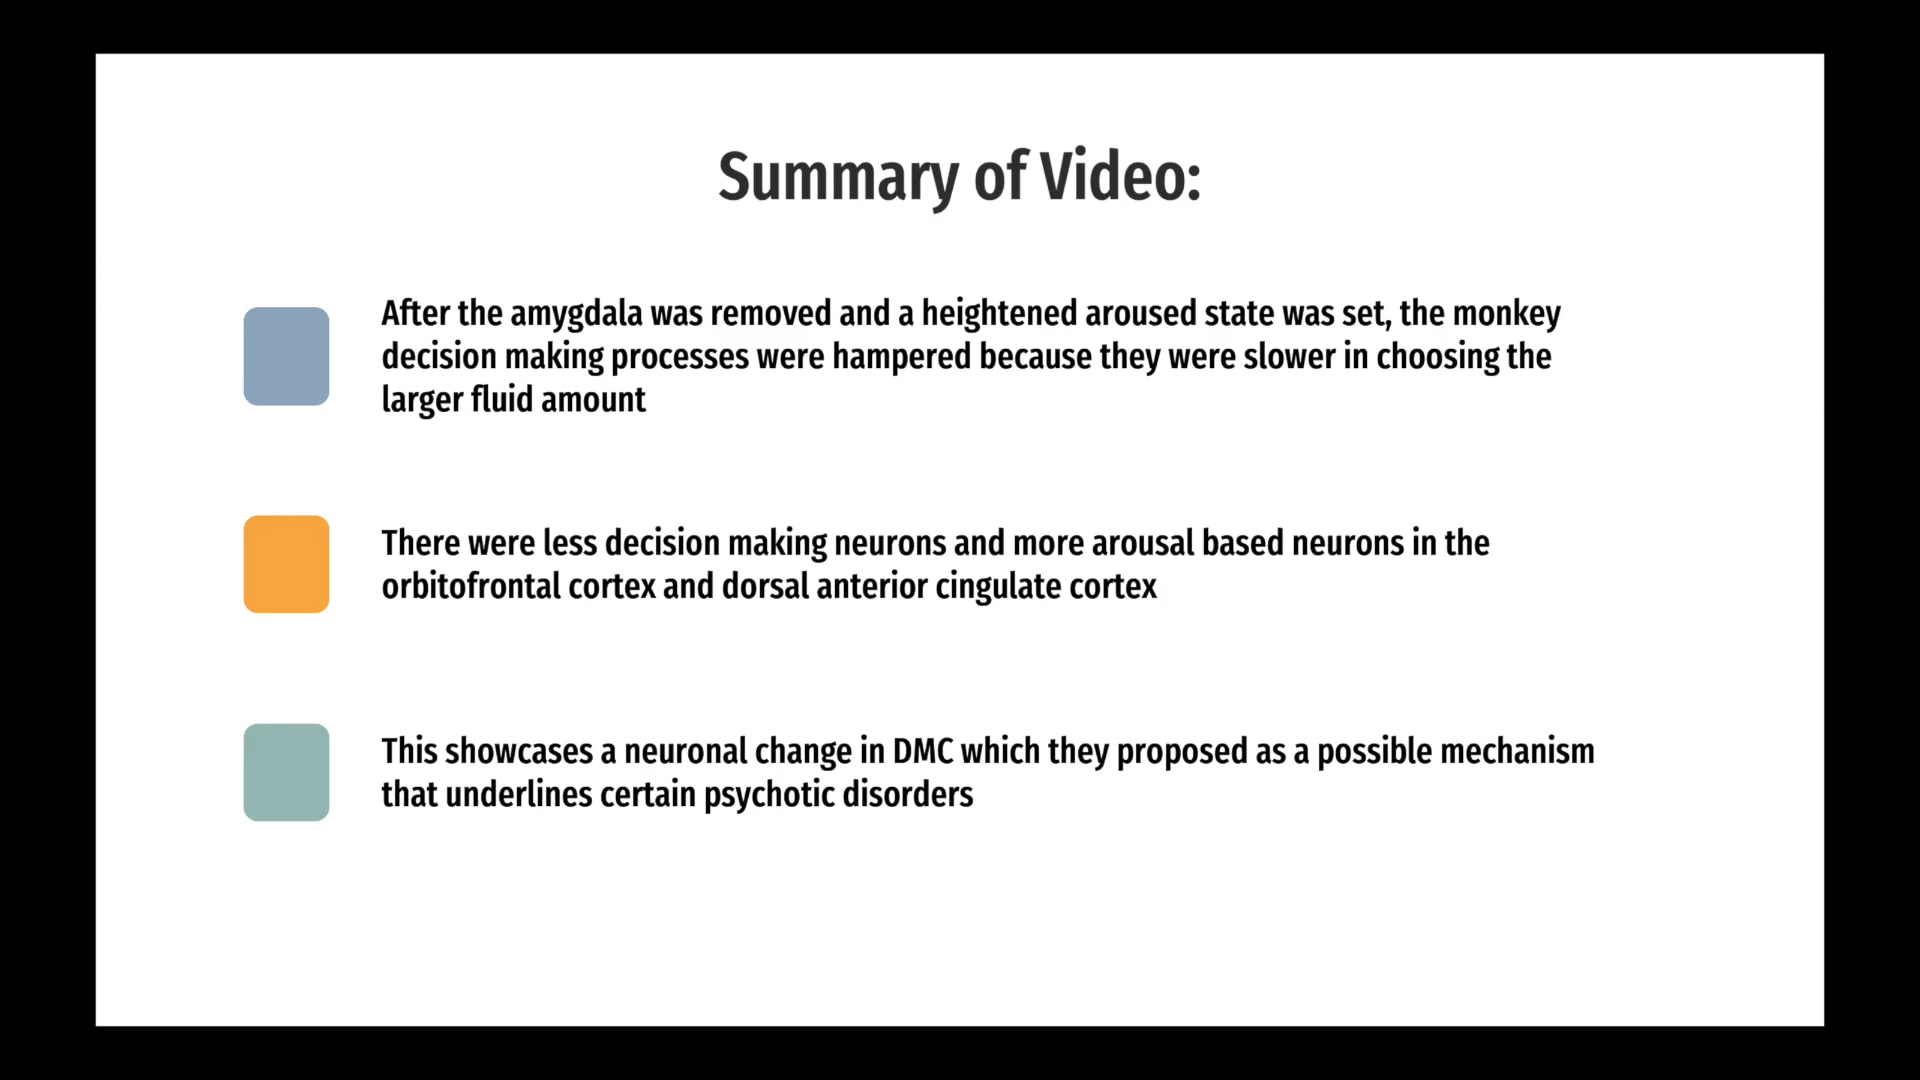 Summary of Video:
After the amygdala was removed and a heightened aroused state was set, the monkey
decision making processes were hampered because they were slower in choosing the
larger fluid amount
There were less decision making neurons and more arousal based neurons in the
orbitofrontal cortex and dorsal anterior cingulate cortex
This showcases a neuronal change in DMC which they proposed as a possible mechanism
that underlines certain psychotic disorders